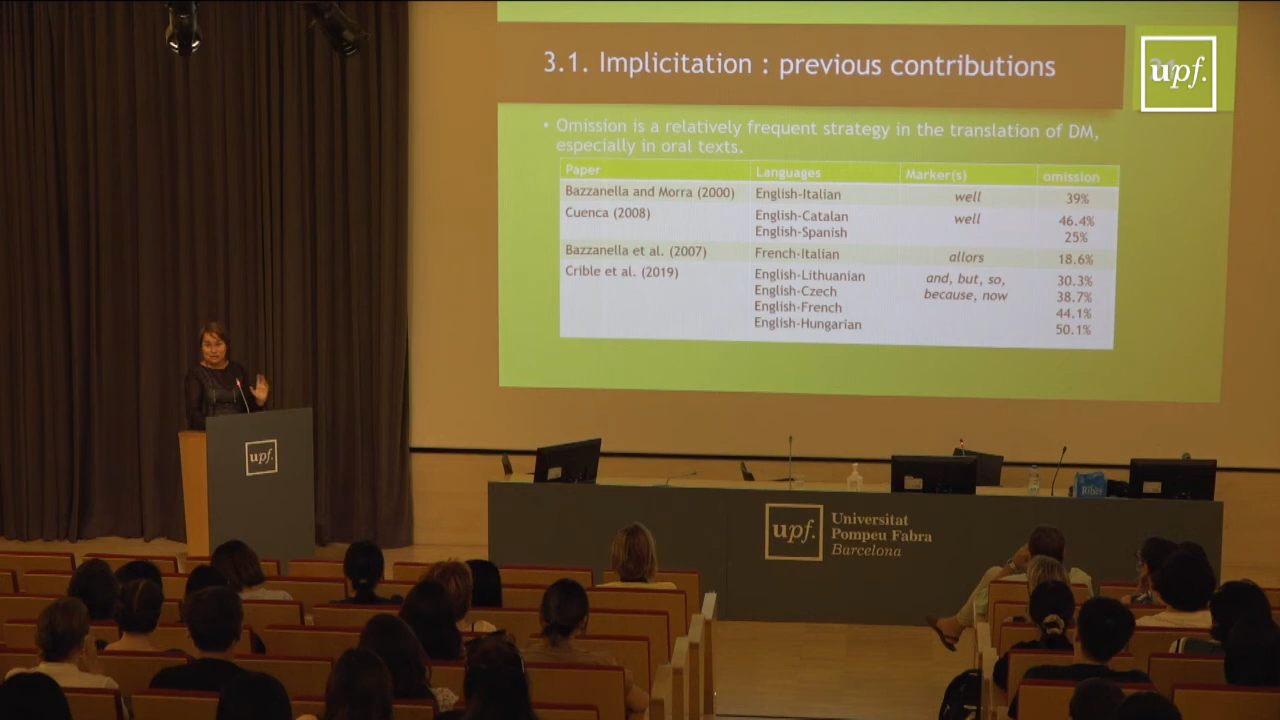 3.1. Implicitation : previous contributions
upf.
• Omission is a relatively frequent strategy in the translation of DM,
especially in oral texts.
Paper Languages Marker(s) omission
Bazzanella and Morra (2000) English-Italian well 39%
Cuenca (2008) English-Catalan well 46.4%
English-Spanish 25%
Bazzanella et al. (2007) French-Italian allors 18.6%
Crible et al. (2019) English-Lithuanian and, but, so, 30.3%
English-Czech because, now 38.7%
English-French 44.1%
English-Hungarian 50.1%
upf.
upf.
Universitat
Pompeu Fabra
Barcelona